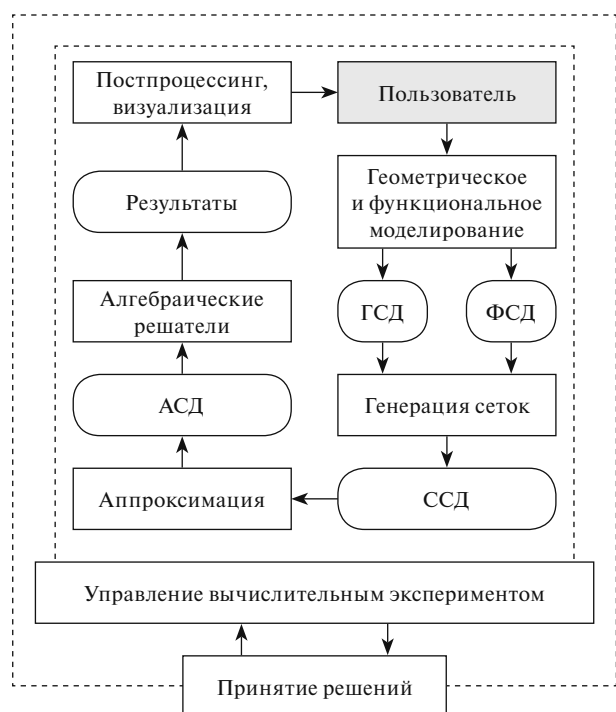 Постпроцессинг,
визуализация
Пользователь
Результаты
Геометрическое
и функциональное
моделирование
Алгебраические
решатели
ГСД
ФСД
АСД
Генерация сеток
Аппроксимация
ССД
Управление вычислительным экспериментом
Принятие решений